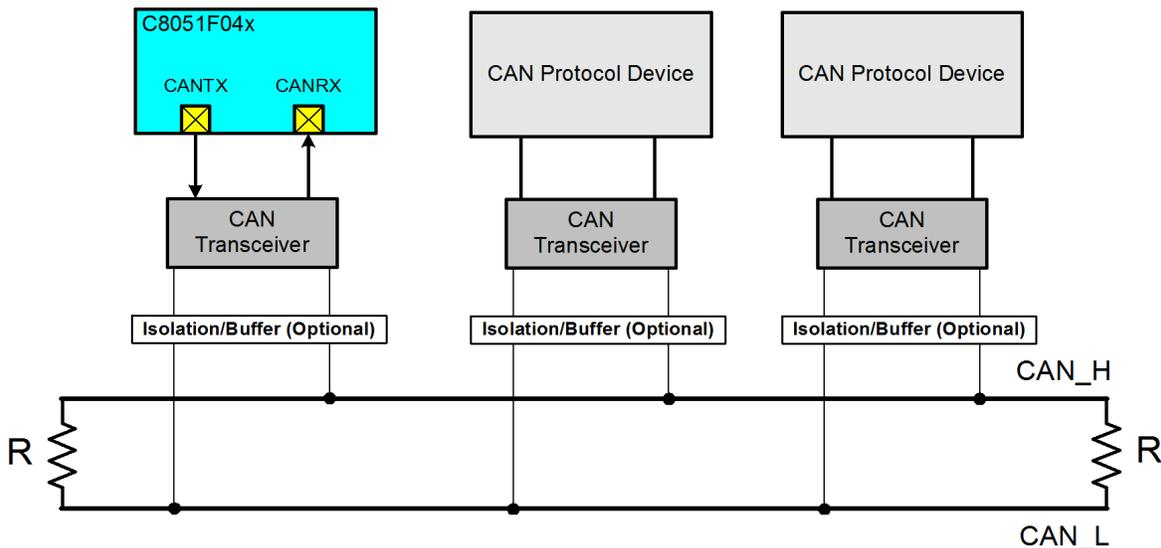 C8051F04x
CANTX CANRX
CAN Protocol Device
CAN Protocol Device
CAN
Transceiver
CAN
Transceiver
CAN
Transceiver
Isolation/Buffer (Optional)
Isolation/Buffer (Optional)
Isolation/Buffer (Optional)
CAN_H
R
R
CAN_L